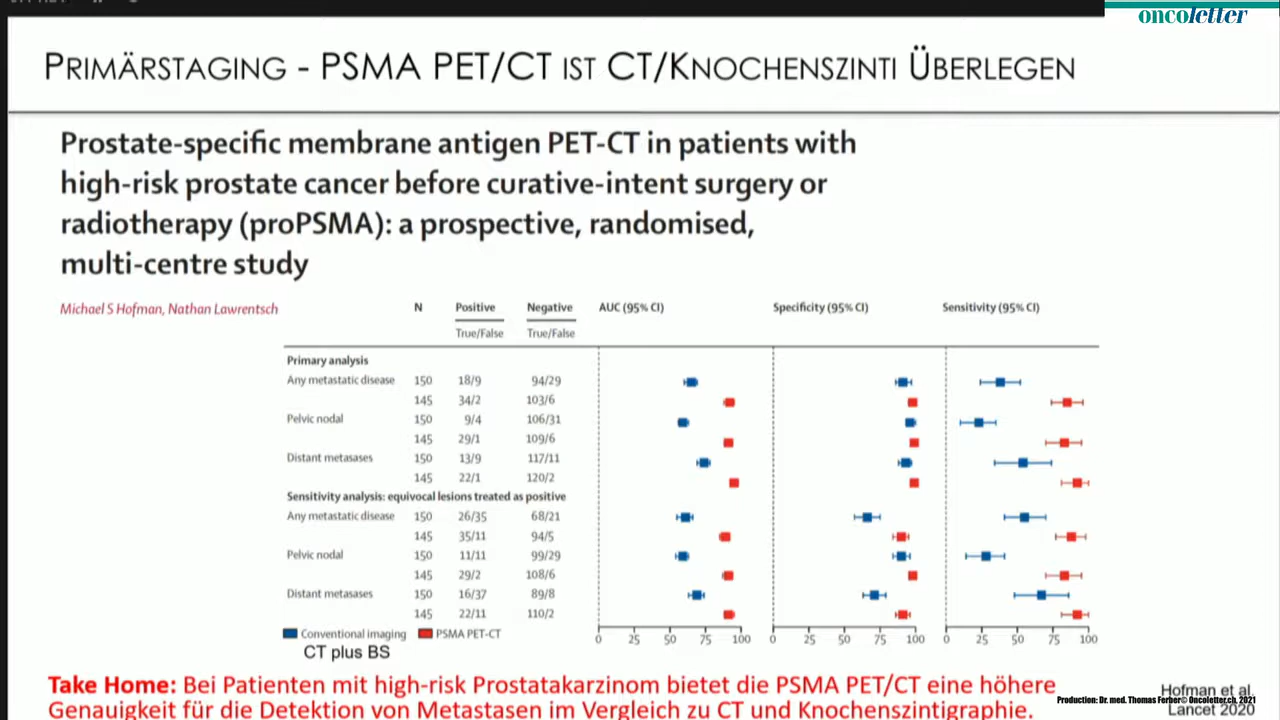 oncoletter
PRIMÄRSTAGING - PSMA PET/CT IST CT/KNOCHENSZINTI ÜBERLEGEN
Prostate-specific membrane antigen PET-CT in patients with
high-risk prostate cancer before curative-intent surgery or
radiotherapy (proPSMA): a prospective, randomised,
multi-centre study
Michael S Hofman, Nathan Lawrentsch
N Positive Negative AUC (95% CI) Specificity (95% CI) Sensitivity (95% CI)
True/False True/False
Primary analysis
Any metastatic disease 150 18/9 94/29
145 34/2 103/6
Pelvic nodal 150 9/4 106/31
145 29/1 109/6
Distant metasases 150 13/9 117/11
145 22/1 120/2
Sensitivity analysis: equivocal lesions treated as positive
Any metastatic disease 150 26/35 68/21
145 35/11 94/5
Pelvic nodal 150 11/11 99/29
145 29/2 108/6
Distant metasases 150 16/37 89/8
145 22/11 110/2
Conventional imaging PSMA PET-CT
0 25 50 75 100 0 25 50 75 100 0 25 50 75 100
CT plus BS
Take Home: Bei Patienten mit high-risk Prostatakarzinom bietet die PSMA PET/CT eine höhere
Genauigkeit für die Detektion von Metastasen im Vergleich zu CT und Knochenszintigraphie.
Hofman et al.
Production: Dr. med. Thomas Ferber© Oncoletter.ch, 2021
Lancet 2020